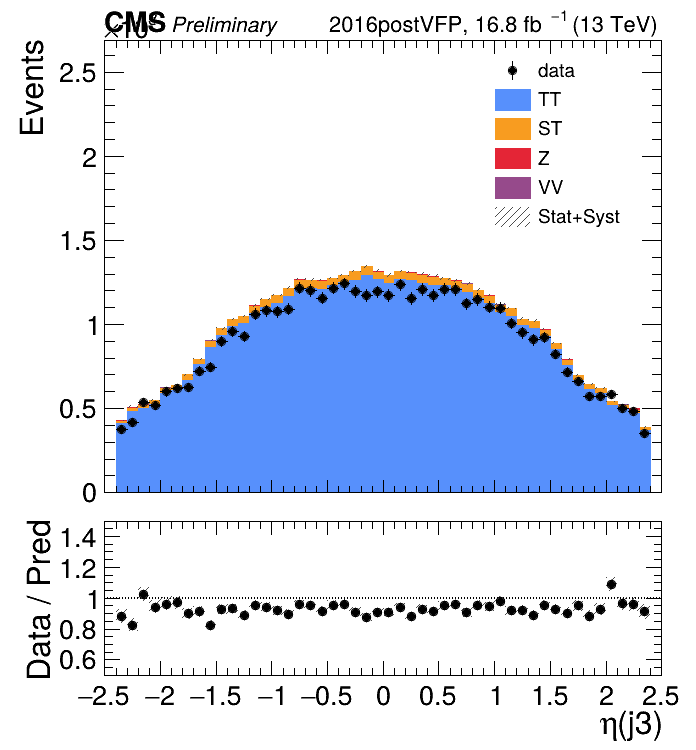 CMS Preliminary 2016postVFP, 16.8 fb⁻¹ (13 TeV)
Events
2.5
2
1.5
1
0.5
0
data
TT
ST
Z
VV
Stat+Syst
Data / Pred
1.4
1.2
1
0.8
0.6
−2.5 −2 −1.5 −1 −0.5 0 0.5 1 1.5 2 2.5
η(j3)